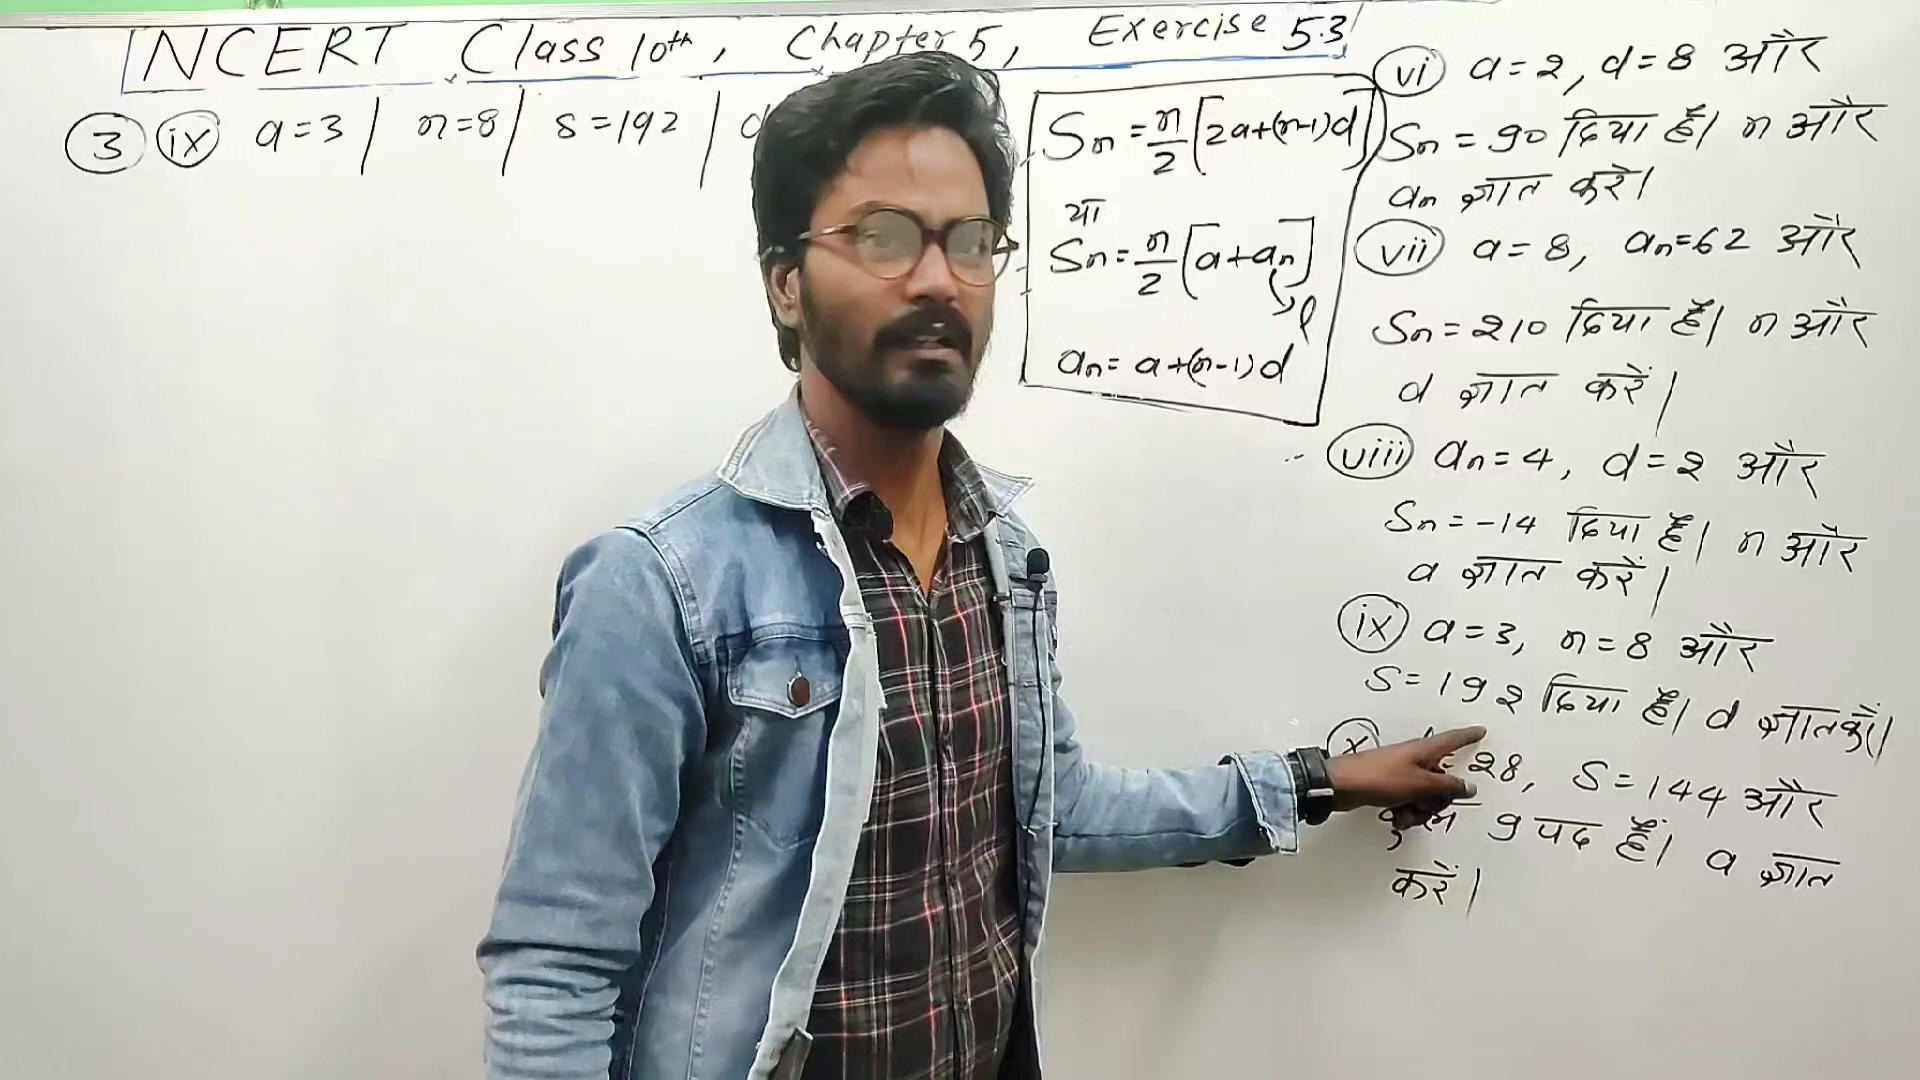 NCERT Class 10th, Chapter 5, Exercise 5.3
3 ix a=3 | n=8 | S=192 | d
Sn = n/2 [2a+(n-1)d]
या
Sn = n/2 [a+an]
l
an = a+(n-1)d
vi a=2, d=8 और
Sn = 90 दिया है। n और
an ज्ञात करे।
vii a=8, an=62 और
Sn=210 दिया है। n और
d ज्ञात करें।
viii an=4, d=2 और
Sn=-14 दिया है। n और
a ज्ञात करें।
ix a=3, n=8 और
S=192 दिया है। d ज्ञात करें।
x = 28, S=144 और
9 पद हैं। a ज्ञात
करें।